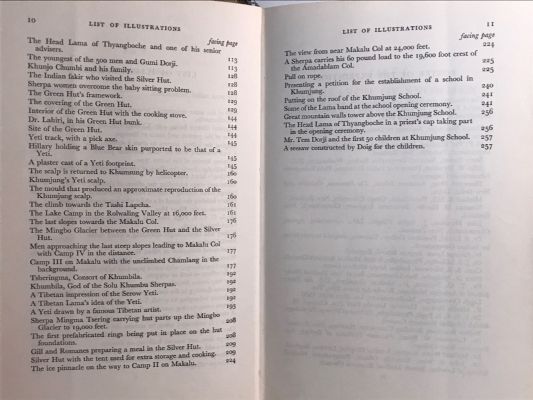 10
LIST OF ILLUSTRATIONS
facing page
The Head Lama of Thyangboche and one of his senior
advisers.
113
The youngest of the 500 men and Gumi Dorji.
113
Khunjo Chumbi and his family.
128
The Indian fakir who visited the Silver Hut.
128
Sherpa women overcome the baby sitting problem.
128
The Green Hut's framework.
129
The covering of the Green Hut.
129
Interior of the Green Hut with the cooking stove.
144
Dr. Lahiri, in his Green Hut bunk.
144
Site of the Green Hut.
144
Yeti track, with a pick axe.
145
Hillary holding a Blue Bear skin purported to be that of a
Yeti.
145
A plaster cast of a Yeti footprint.
145
The scalp is returned to Khumjung by helicopter.
160
Khumjung's Yeti scalp.
160
The mould that produced an approximate reproduction of the
Khumjung scalp.
160
The climb towards the Tashi Lapcha.
161
The Lake Camp in the Rolwaling Valley at 16,000 feet.
161
The last slopes towards the Makalu Col.
176
The Mingbo Glacier between the Green Hut and the Silver
Hut.
176
Men approaching the last steep slopes leading to Makalu Col
with Camp IV in the distance.
177
Camp III on Makalu with the unclimbed Chamlang in the
background.
177
Tsheringma, Consort of Khumbila.
192
Khumbila, God of the Solu Khumbu Sherpas.
192
A Tibetan impression of the Serow Yeti.
192
A Tibetan Lama's idea of the Yeti.
192
A Yeti drawn by a famous Tibetan artist.
193
Sherpa Mingma Tsering carrying hut parts up the Mingbo
Glacier to 19,000 feet.
208
The first prefabricated rings being put in place on the hut
foundations.
208
Gill and Romanes preparing a meal in the Silver Hut.
209
Silver Hut with the tent used for extra storage and cooking.
209
The ice pinnacle on the way to Camp II on Makalu.
224
LIST OF ILLUSTRATIONS
11
facing page
The view from near Makalu Col at 24,000 feet.
224
A Sherpa carries his 60 pound load to the 19,600 foot crest of
the Amadablam Col.
225
Pull on rope.
225
Presenting a petition for the establishment of a school in
Khumjung.
240
Putting on the roof of the Khumjung School.
241
Some of the Lama band at the school opening ceremony.
241
Great mountain walls tower above the Khumjung School.
256
The Head Lama of Thyangboche in a priest's cap taking part
in the opening ceremony.
256
Mr. Tem Dorji and the first 50 children at Khumjung School.
257
A seesaw constructed by Doig for the children.
257